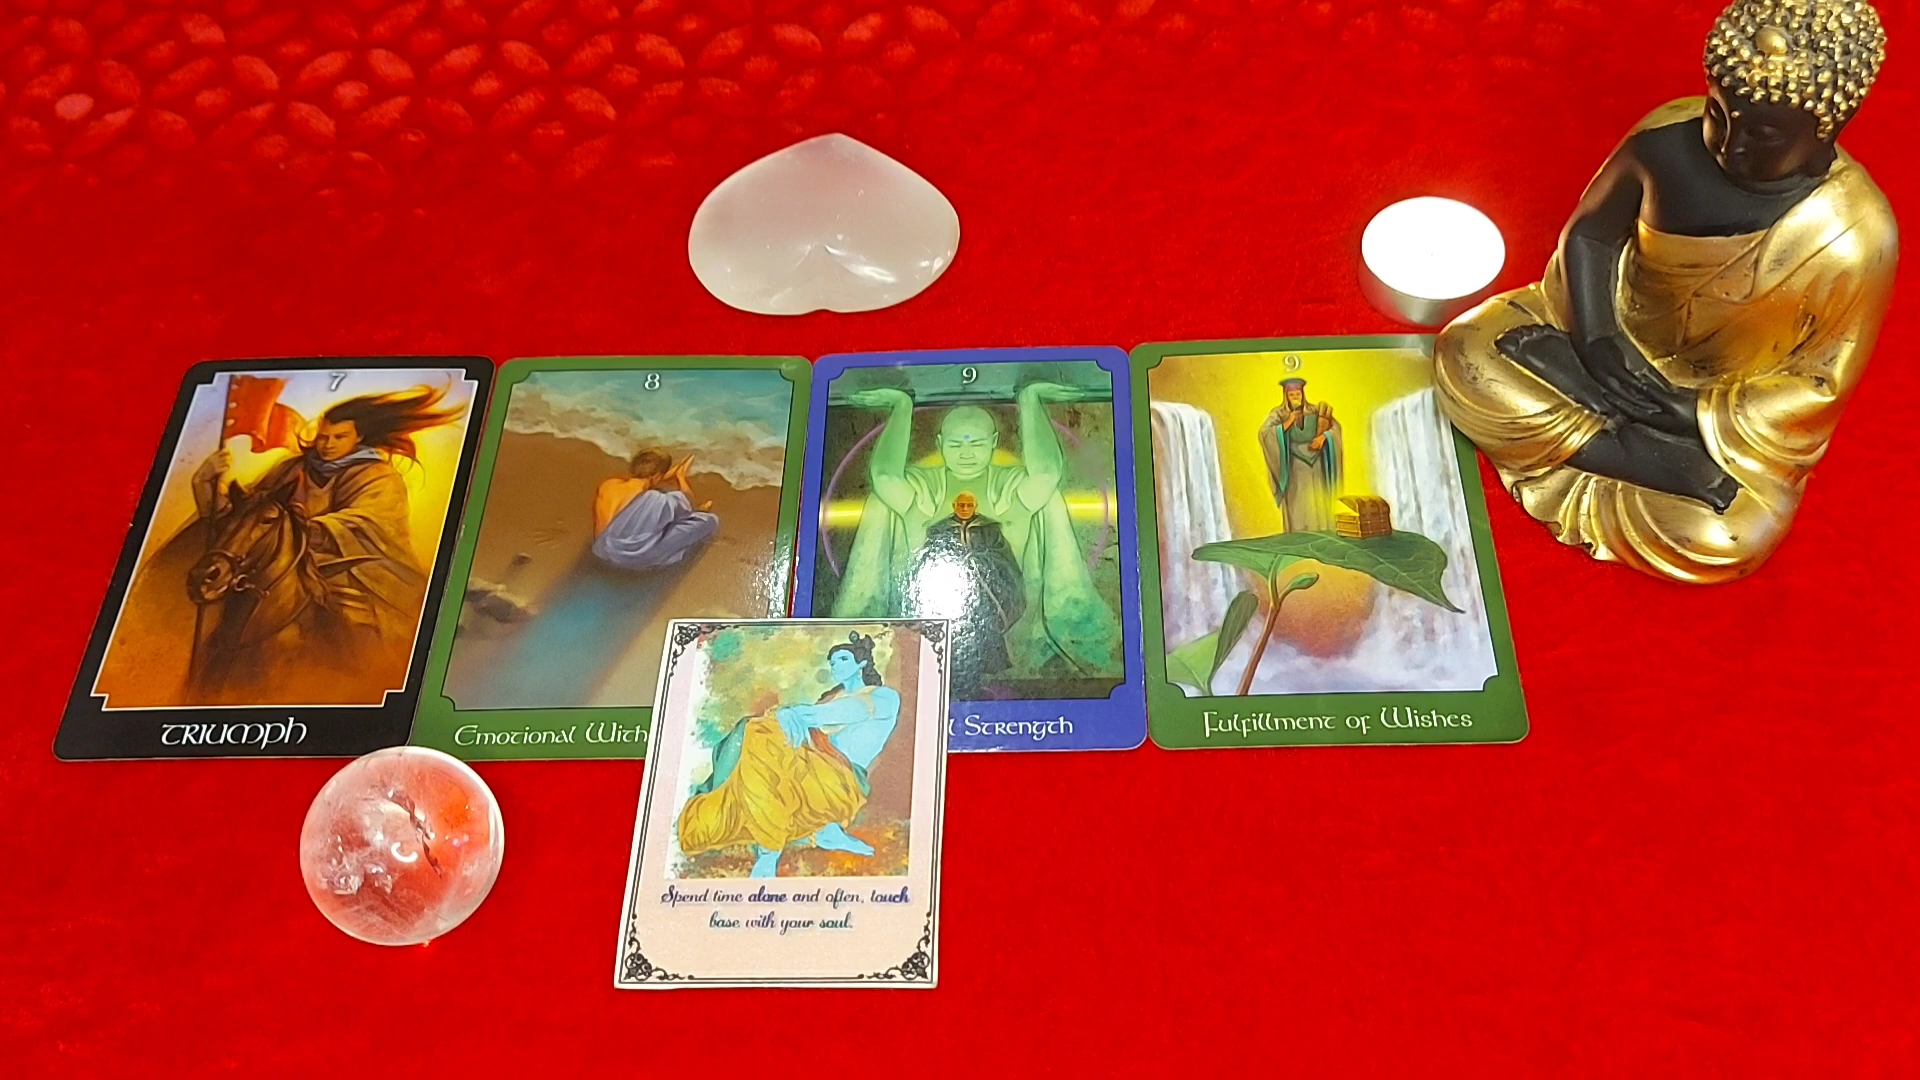 7
TRIUMPH
8
Emotional With
9
l Strength
9
Fulfillment of Wishes
Spend time alone and often, touch
base with your soul.